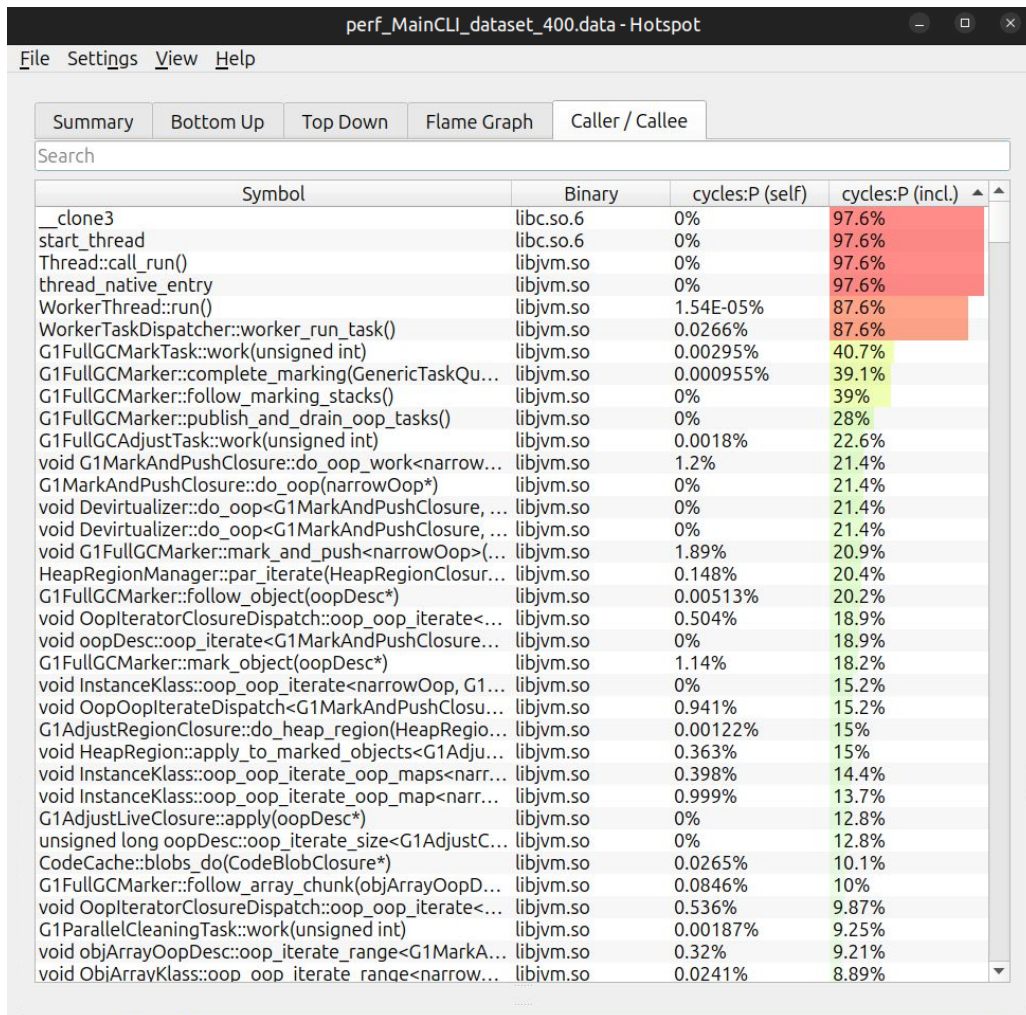 perf_MainCLI_dataset_400.data - Hotspot
File Settings View Help
Summary Bottom Up Top Down Flame Graph Caller / Callee
Search
Symbol Binary cycles:P (self) cycles:P (incl.)
__clone3 libc.so.6 0% 97.6%
start_thread libc.so.6 0% 97.6%
Thread::call_run() libjvm.so 0% 97.6%
thread_native_entry libjvm.so 0% 97.6%
WorkerThread::run() libjvm.so 1.54E-05% 87.6%
WorkerTaskDispatcher::worker_run_task() libjvm.so 0.0266% 87.6%
G1FullGCMarkTask::work(unsigned int) libjvm.so 0.00295% 40.7%
G1FullGCMarker::complete_marking(GenericTaskQu... libjvm.so 0.000955% 39.1%
G1FullGCMarker::follow_marking_stacks() libjvm.so 0% 39%
G1FullGCMarker::publish_and_drain_oop_tasks() libjvm.so 0% 28%
G1FullGCAdjustTask::work(unsigned int) libjvm.so 0.0018% 22.6%
void G1MarkAndPushClosure::do_oop_work<narrow... libjvm.so 1.2% 21.4%
G1MarkAndPushClosure::do_oop(narrowOop*) libjvm.so 0% 21.4%
void Devirtualizer::do_oop<G1MarkAndPushClosure, ... libjvm.so 0% 21.4%
void Devirtualizer::do_oop<G1MarkAndPushClosure, ... libjvm.so 0% 21.4%
void G1FullGCMarker::mark_and_push<narrowOop>(... libjvm.so 1.89% 20.9%
HeapRegionManager::par_iterate(HeapRegionClosur... libjvm.so 0.148% 20.4%
G1FullGCMarker::follow_object(oopDesc*) libjvm.so 0.00513% 20.2%
void OopIteratorClosureDispatch::oop_oop_iterate<... libjvm.so 0.504% 18.9%
void oopDesc::oop_iterate<G1MarkAndPushClosure... libjvm.so 0% 18.9%
G1FullGCMarker::mark_object(oopDesc*) libjvm.so 1.14% 18.2%
void InstanceKlass::oop_oop_iterate<narrowOop, G1... libjvm.so 0% 15.2%
void OopOopIterateDispatch<G1MarkAndPushClosu... libjvm.so 0.941% 15.2%
G1AdjustRegionClosure::do_heap_region(HeapRegio... libjvm.so 0.00122% 15%
void HeapRegion::apply_to_marked_objects<G1Adju... libjvm.so 0.363% 15%
void InstanceKlass::oop_oop_iterate_oop_maps<narr... libjvm.so 0.398% 14.4%
void InstanceKlass::oop_oop_iterate_oop_map<narr... libjvm.so 0.999% 13.7%
G1AdjustLiveClosure::apply(oopDesc*) libjvm.so 0% 12.8%
unsigned long oopDesc::oop_iterate_size<G1AdjustC... libjvm.so 0% 12.8%
CodeCache::blobs_do(CodeBlobClosure*) libjvm.so 0.0265% 10.1%
G1FullGCMarker::follow_array_chunk(objArrayOopD... libjvm.so 0.0846% 10%
void OopIteratorClosureDispatch::oop_oop_iterate<... libjvm.so 0.536% 9.87%
G1ParallelCleaningTask::work(unsigned int) libjvm.so 0.00187% 9.25%
void objArrayOopDesc::oop_iterate_range<G1MarkA... libjvm.so 0.32% 9.21%
void ObjArrayKlass::oop_oop_iterate_range<narrow... libjvm.so 0.0241% 8.89%